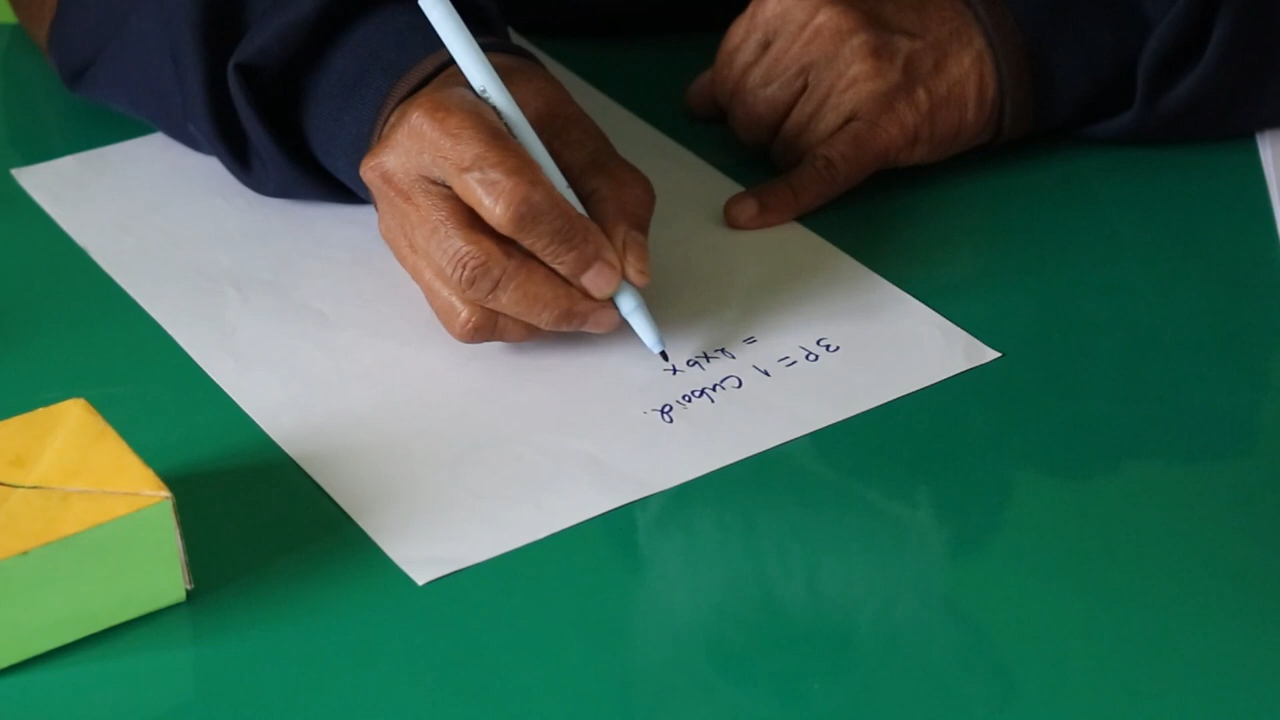 3P = 1 Cuboid.
= l×b×